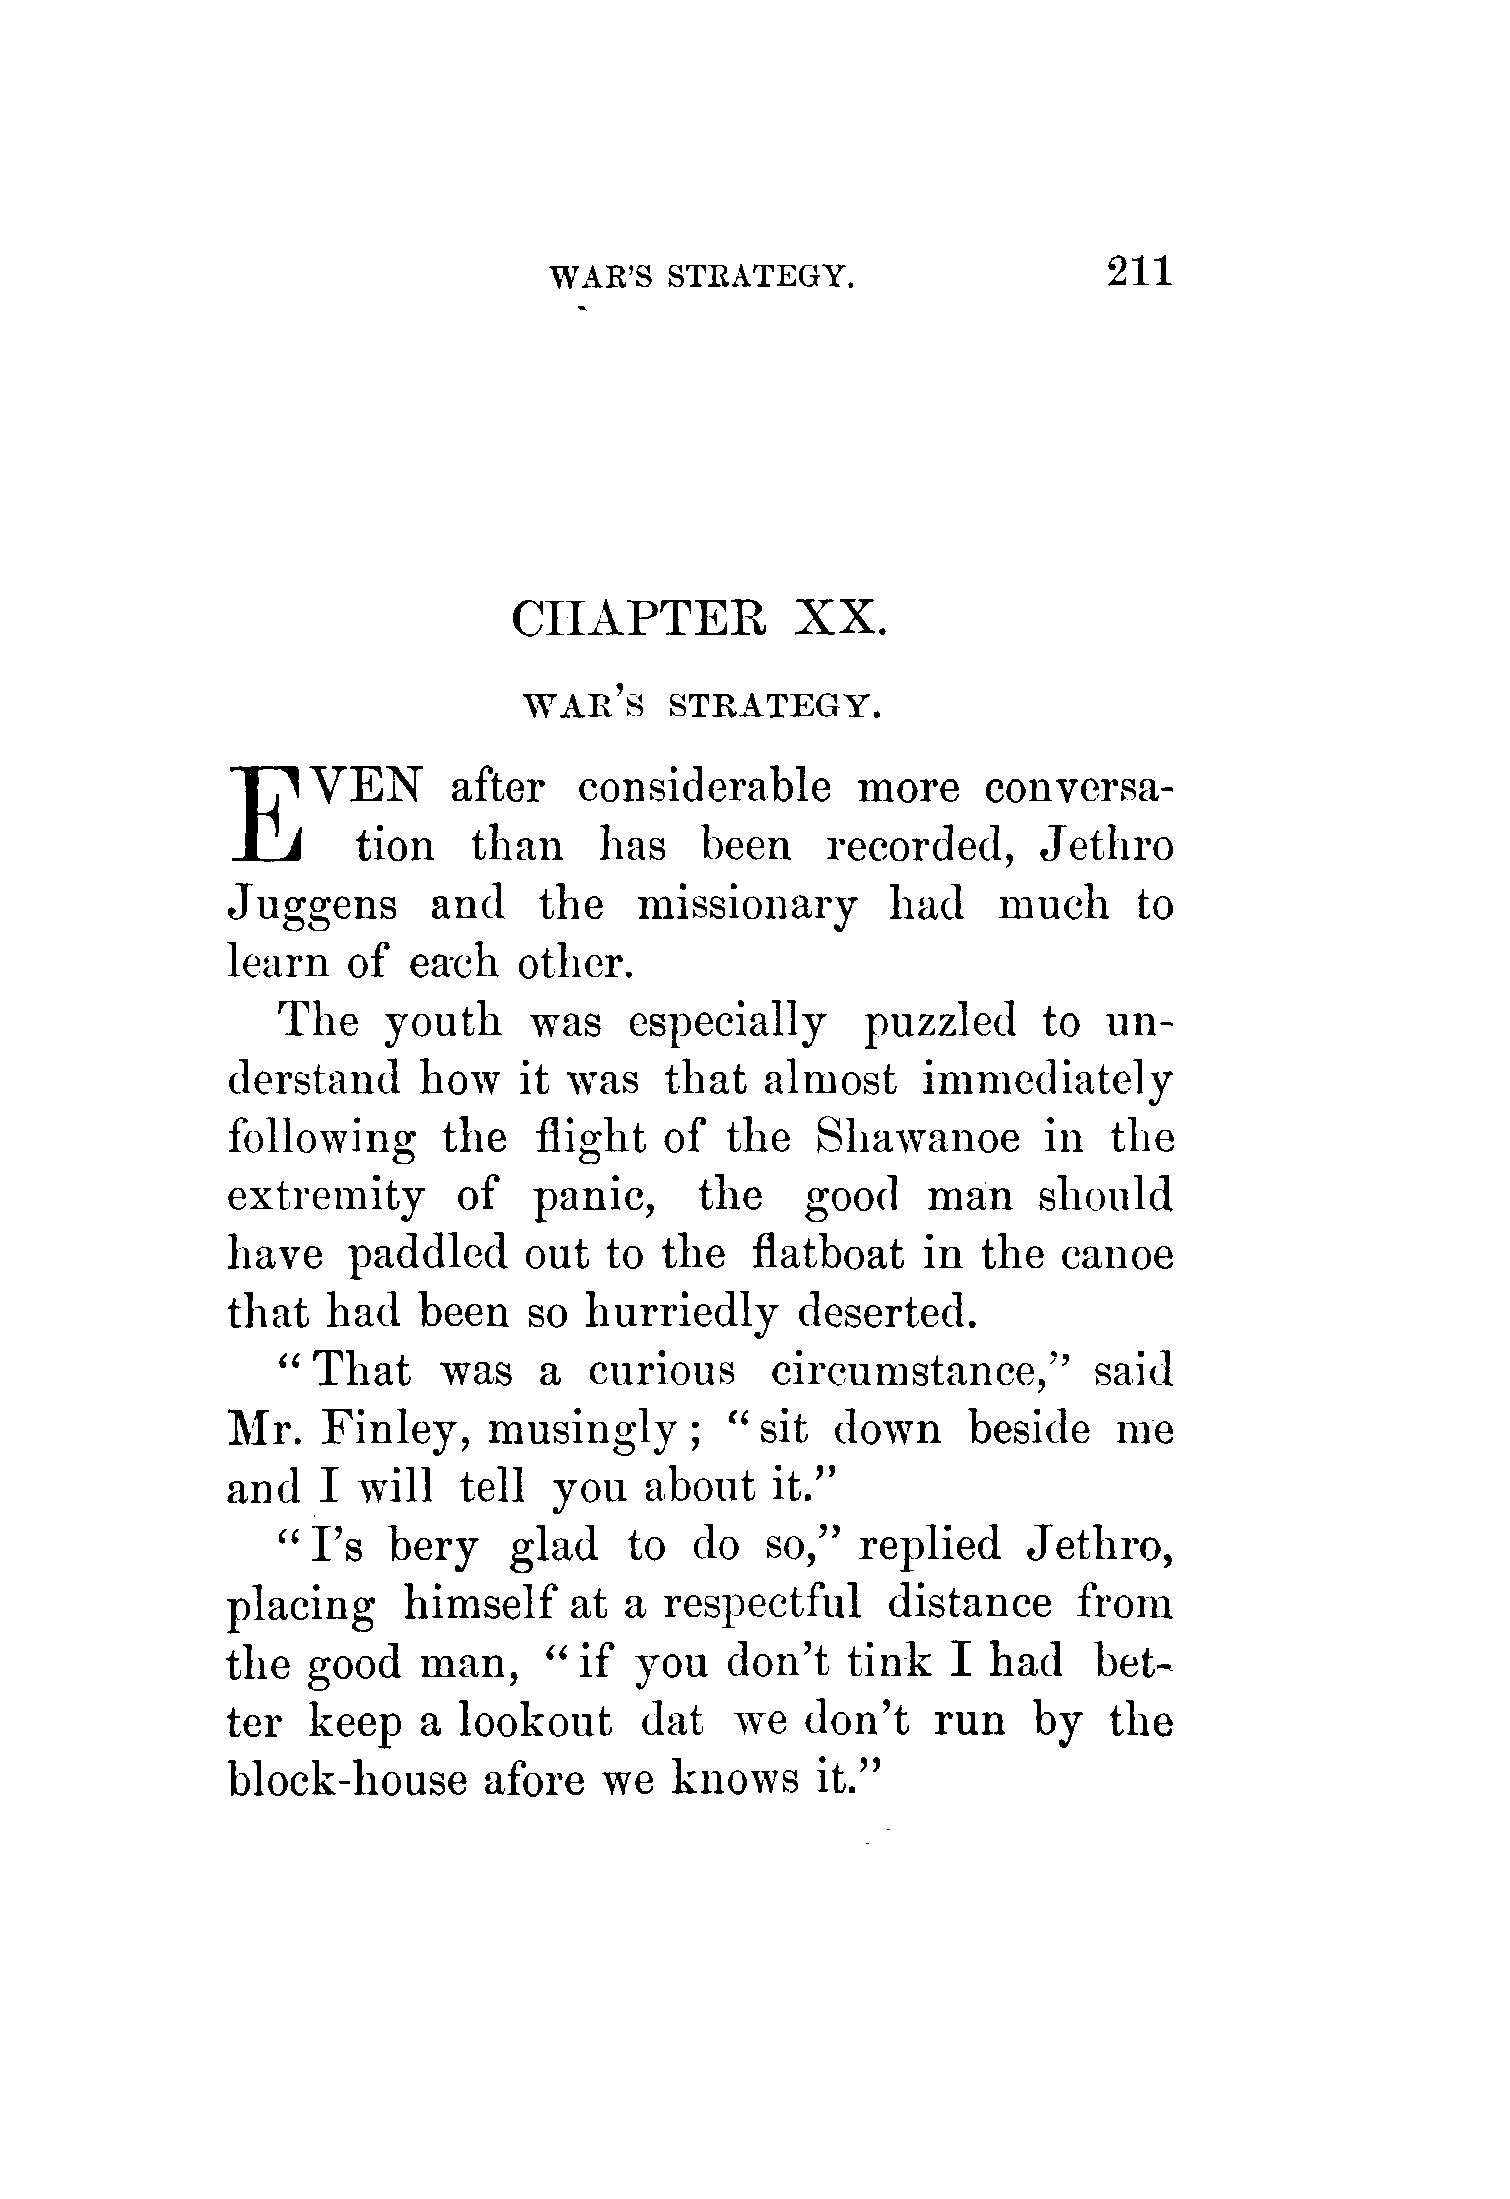 WAR'S STRATEGY. 211
CHAPTER XX.
WAR'S STRATEGY.
EVEN after considerable more conversa-
tion than has been recorded, Jethro
Juggens and the missionary had much to
learn of each other.
The youth was especially puzzled to un-
derstand how it was that almost immediately
following the flight of the Shawanoe in the
extremity of panic, the good man should
have paddled out to the flatboat in the canoe
that had been so hurriedly deserted.
"That was a curious circumstance," said
Mr. Finley, musingly; "sit down beside me
and I will tell you about it."
"I's bery glad to do so," replied Jethro,
placing himself at a respectful distance from
the good man, "if you don't tink I had bet-
ter keep a lookout dat we don't run by the
block-house afore we knows it."